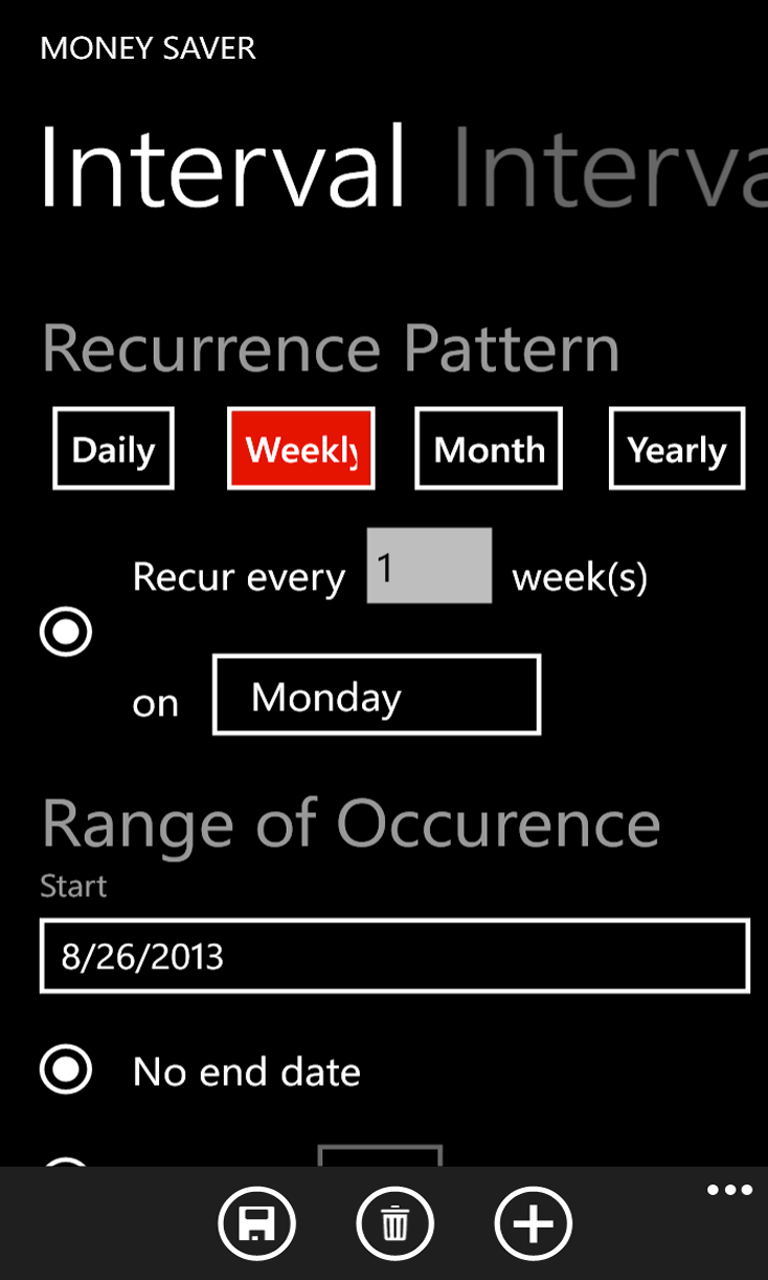 MONEY SAVER
Interval Interva
Recurrence Pattern
Daily Weekly Month Yearly
Recur every 1 week(s)
on Monday
Range of Occurence
Start
8/26/2013
No end date